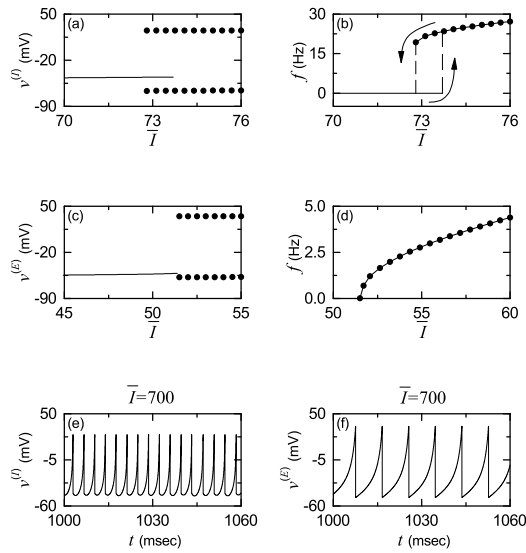 (a)
50
-20
-90
v(I) (mV)
70 73 76
I
(b)
30
15
0
f (Hz)
70 73 76
I
(c)
50
-20
-90
v(E) (mV)
45 50 55
I
(d)
5.0
2.5
0.0
f (Hz)
50 55 60
I
I=700
(e)
50
-5
-60
v(I) (mV)
1000 1030 1060
t (msec)
I=700
(f)
50
-5
-60
v(E) (mV)
1000 1030 1060
t (msec)